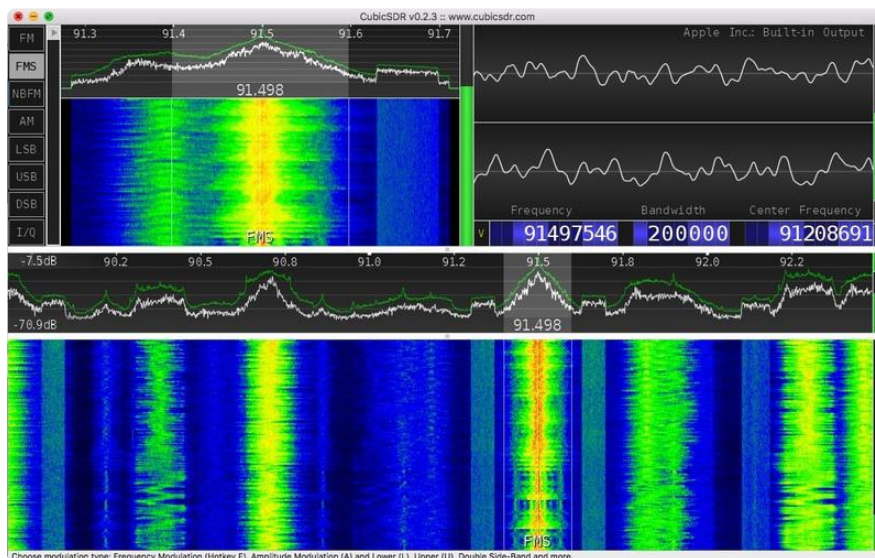 CubicSDR v0.2.3 :: www.cubicsdr.com
FM
FMS
NBFM
AM
LSB
USB
DSB
I/Q
91.3 91.4 91.5 91.6 91.7
91.498
FMS
Apple Inc.: Built-in Output
Frequency Bandwidth Center Frequency
V 91497546 200000 91208691
-7.5dB 90.2 90.5 90.8 91.0 91.2 91.5 91.8 92.0 92.2
-70.9dB 91.498
FMS
Choose modulation type: Frequency Modulation (Hotkey F), Amplitude Modulation (A) and Lower (L), Upper (U), Double Side-Band and more.